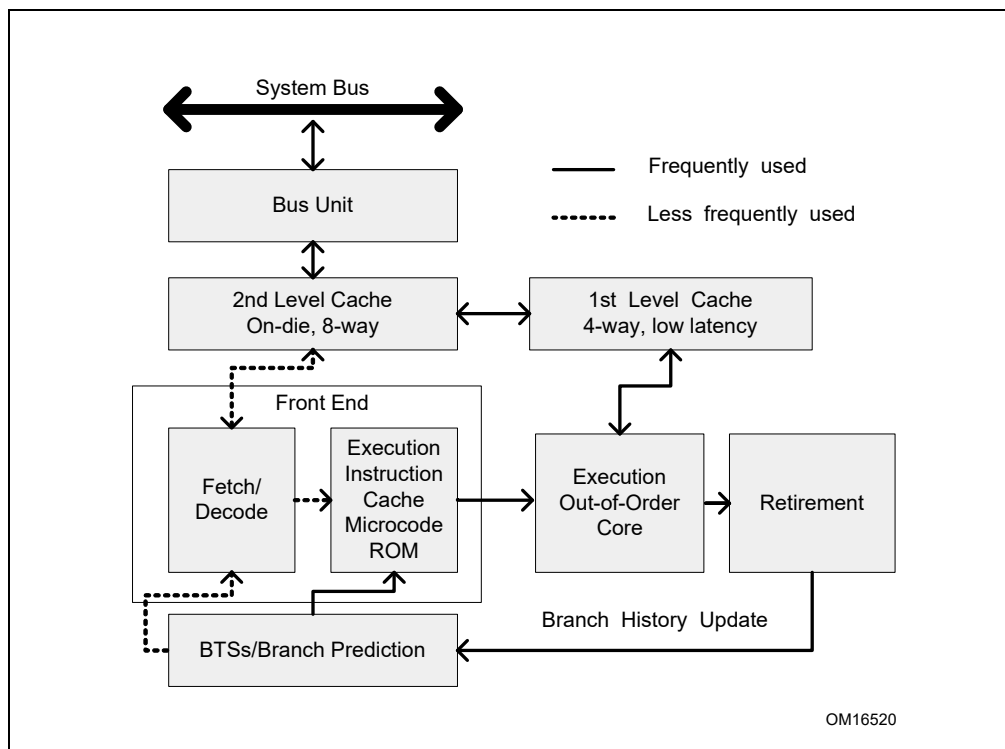 System Bus
Frequently used
Less frequently used
Bus Unit
2nd Level Cache
On-die, 8-way
1st Level Cache
4-way, low latency
Front End
Fetch/
Decode
Execution
Instruction
Cache
Microcode
ROM
Execution
Out-of-Order
Core
Retirement
BTSs/Branch Prediction
Branch History Update
OM16520